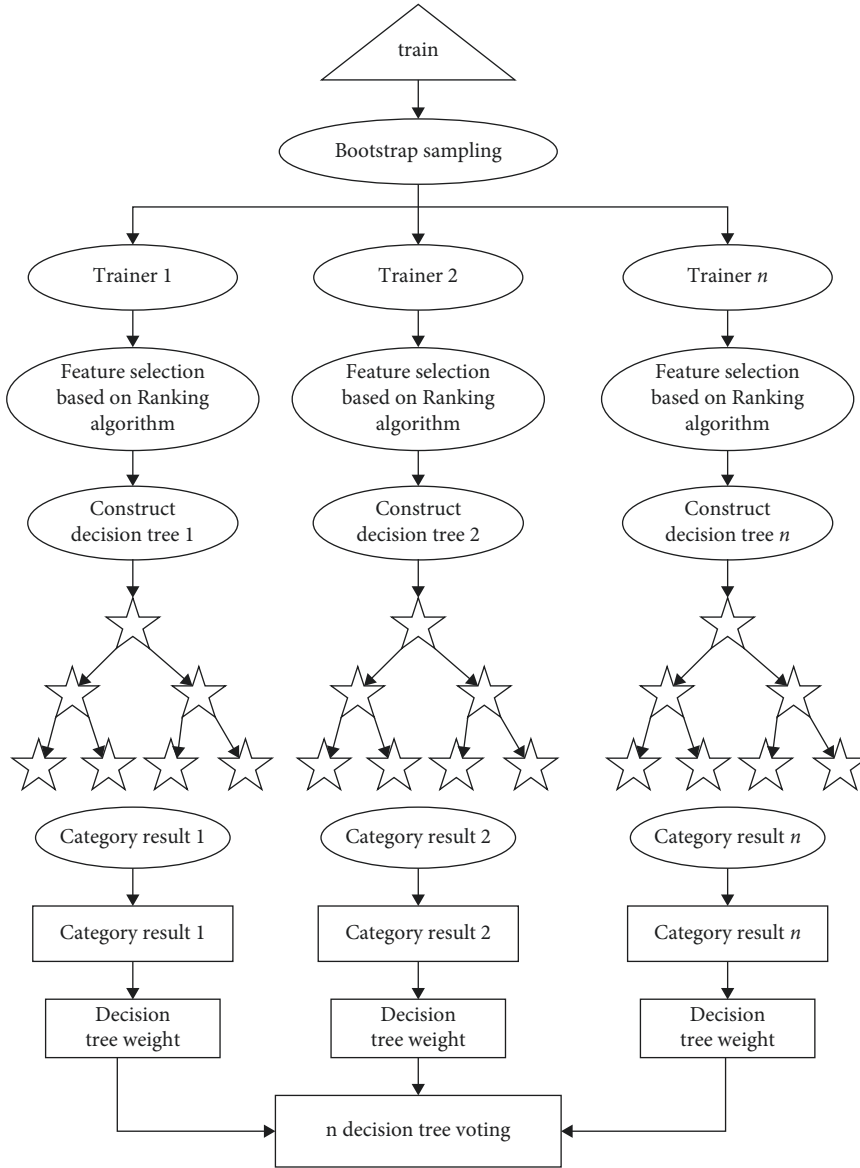 train
Bootstrap sampling
Trainer 1
Trainer 2
Trainer n
Feature selection
based on Ranking
algorithm
Feature selection
based on Ranking
algorithm
Feature selection
based on Ranking
algorithm
Construct
decision tree 1
Construct
decision tree 2
Construct
decision tree n
Category result 1
Category result 2
Category result n
Category result 1
Category result 2
Category result n
Decision
tree weight
Decision
tree weight
Decision
tree weight
n decision tree voting